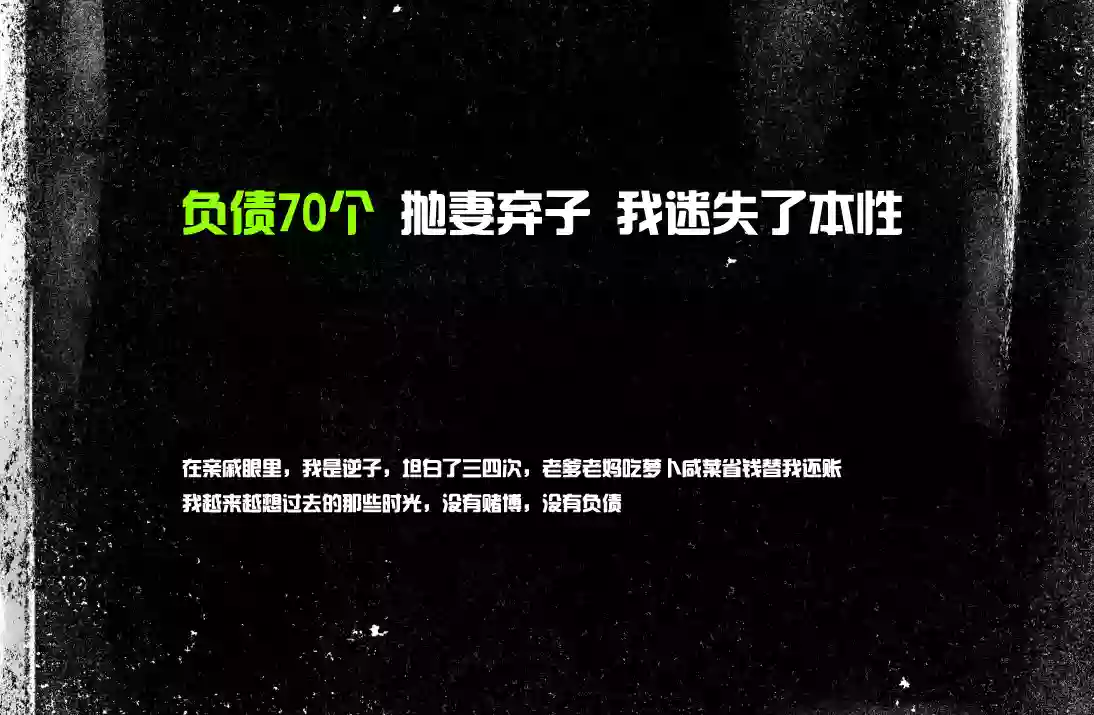 负债70个 抛妻弃子 我迷失了本性
在亲戚眼里，我是逆子，坦白了三四次，老爹老妈吃萝卜咸菜省钱替我还账
我越来越想过去的那些时光，没有赌博，没有负债